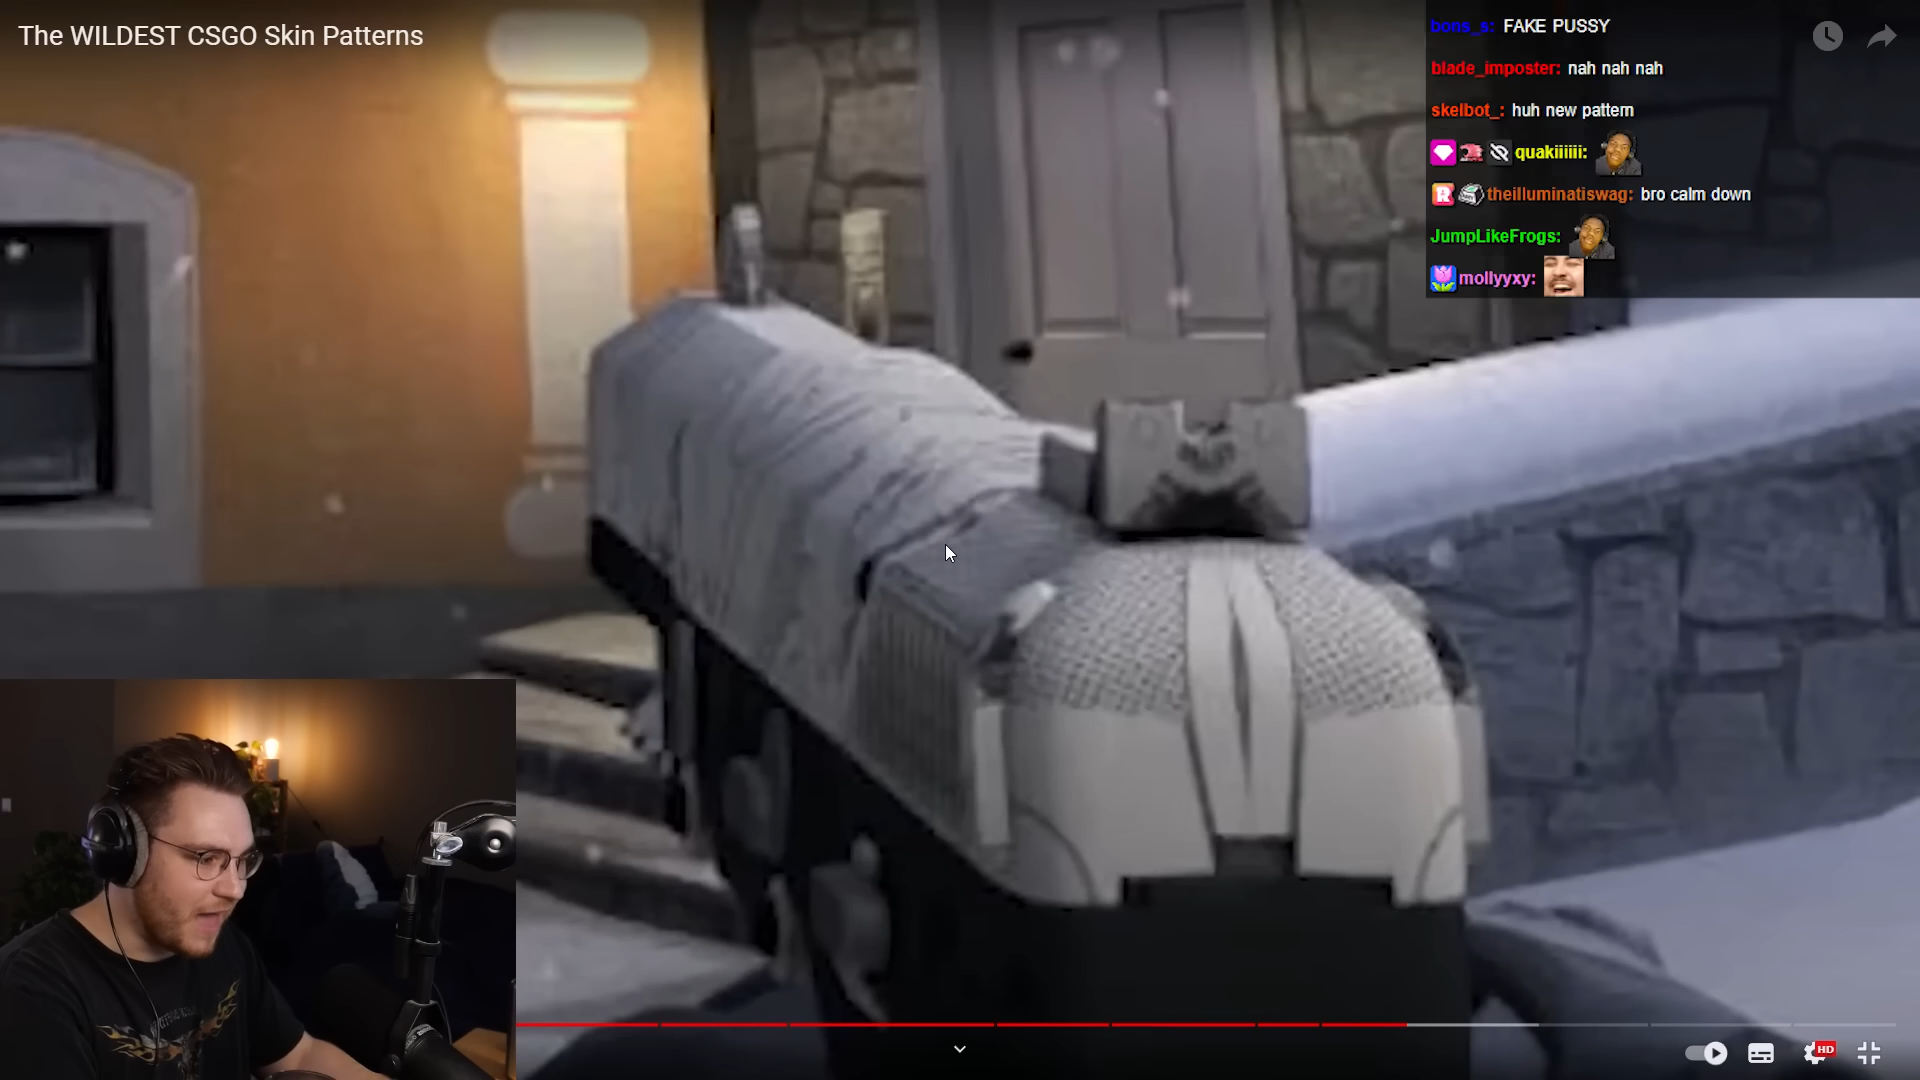 The WILDEST CSGO Skin Patterns
bons_s: FAKE PUSSY
blade_imposter: nah nah nah
skelbot_: huh new pattern
quakiiiiii:
R theilluminatiswag: bro calm down
JumpLikeFrogs:
mollyyxy:
HD